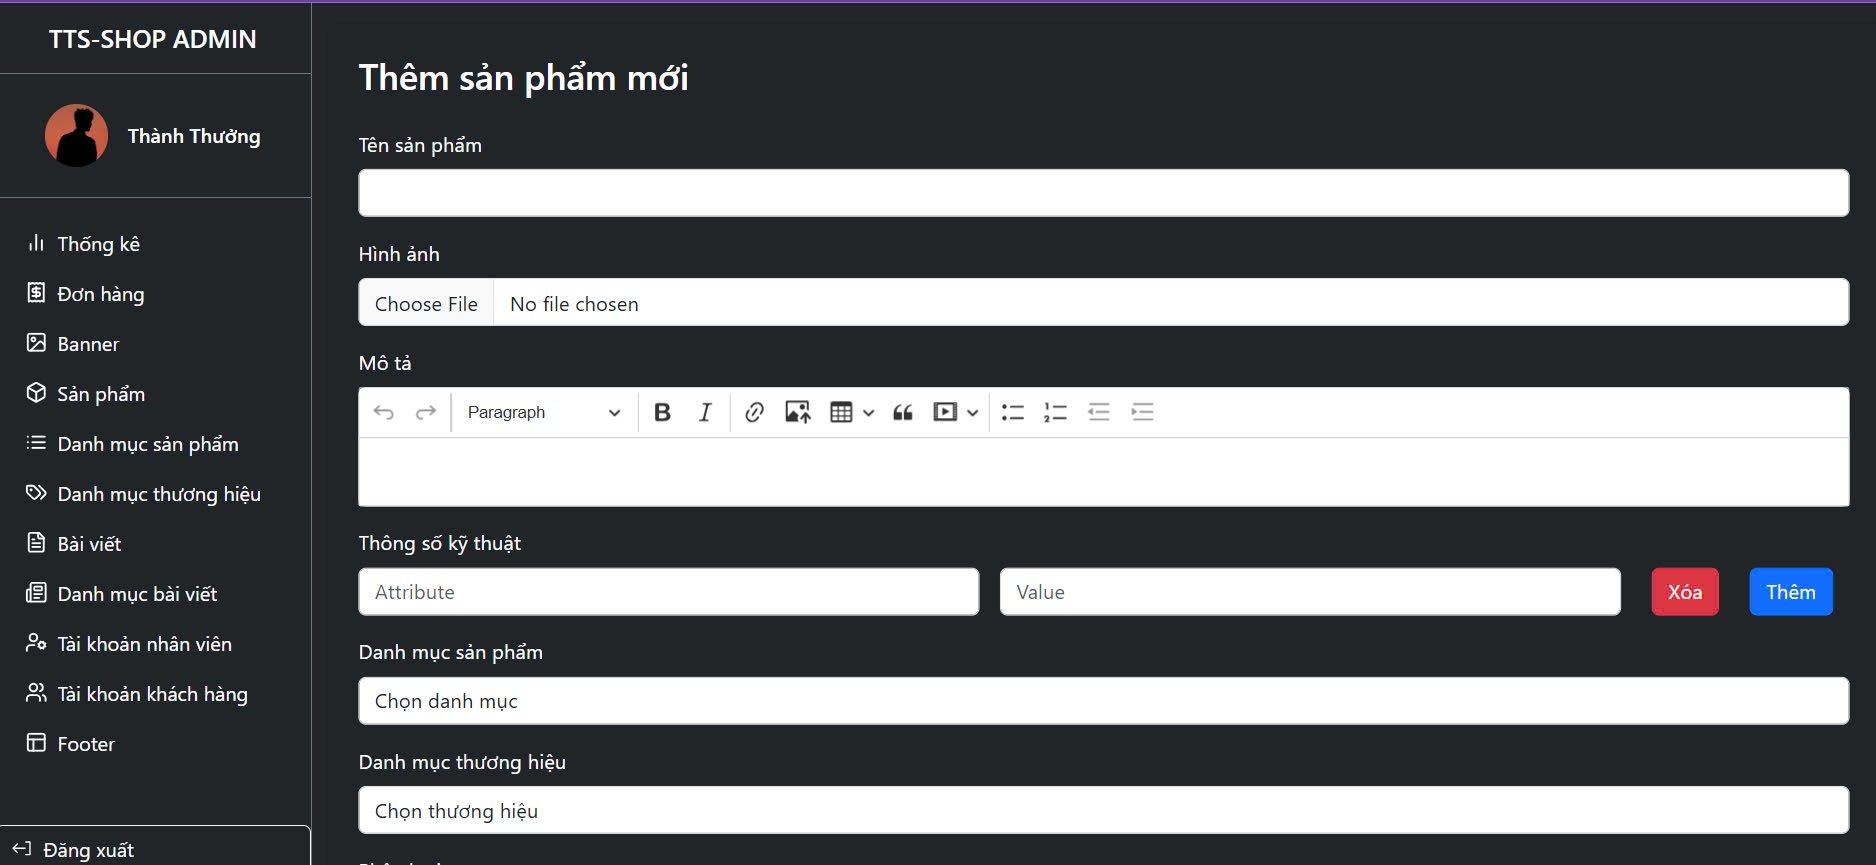 TTS-SHOP ADMIN
Thành Thưởng
Thống kê
Đơn hàng
Banner
Sản phẩm
Danh mục sản phẩm
Danh mục thương hiệu
Bài viết
Danh mục bài viết
Tài khoản nhân viên
Tài khoản khách hàng
Footer
Đăng xuất
Thêm sản phẩm mới
Tên sản phẩm
Hình ảnh
Choose File No file chosen
Mô tả
Paragraph
Thông số kỹ thuật
Attribute Value Xóa Thêm
Danh mục sản phẩm
Chọn danh mục
Danh mục thương hiệu
Chọn thương hiệu